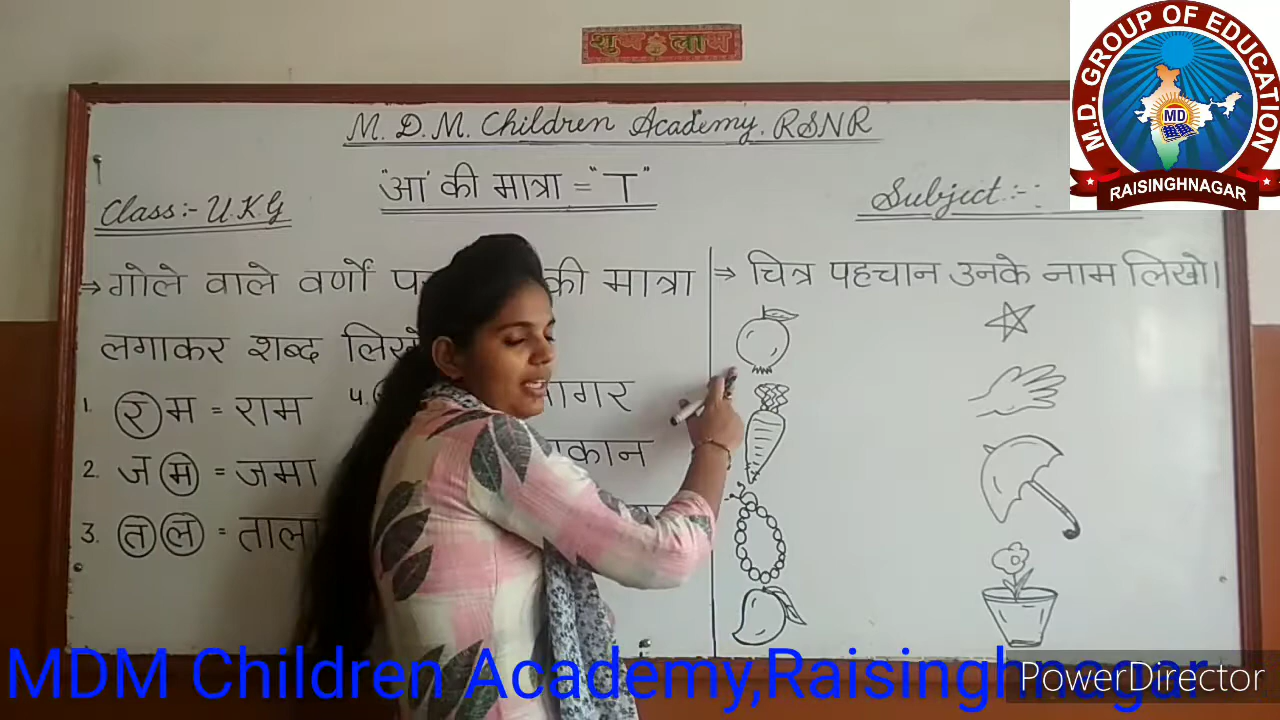 शुभ लाभ
M.D. GROUP OF EDUCATION
MD
RAISINGHNAGAR
M. D. M. Children Academy. RSNR
"आ' की मात्रा = "ा"
Class:- U.K.G
Subject:-:
→ गोले वाले वर्णों की मात्रा
लगाकर शब्द
1. र म = राम
2. ज म = जमा
3. त ल = ताला
4.
→ चित्र पहचान उनके नाम लिखो।
MDM Children Academy,Raisinghnagar
PowerDirector